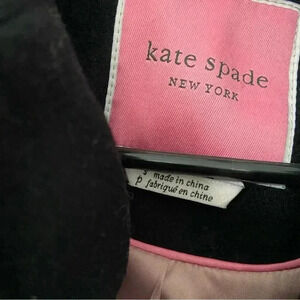 kate spade
NEW YORK
S made in china
P fabriqué en chine